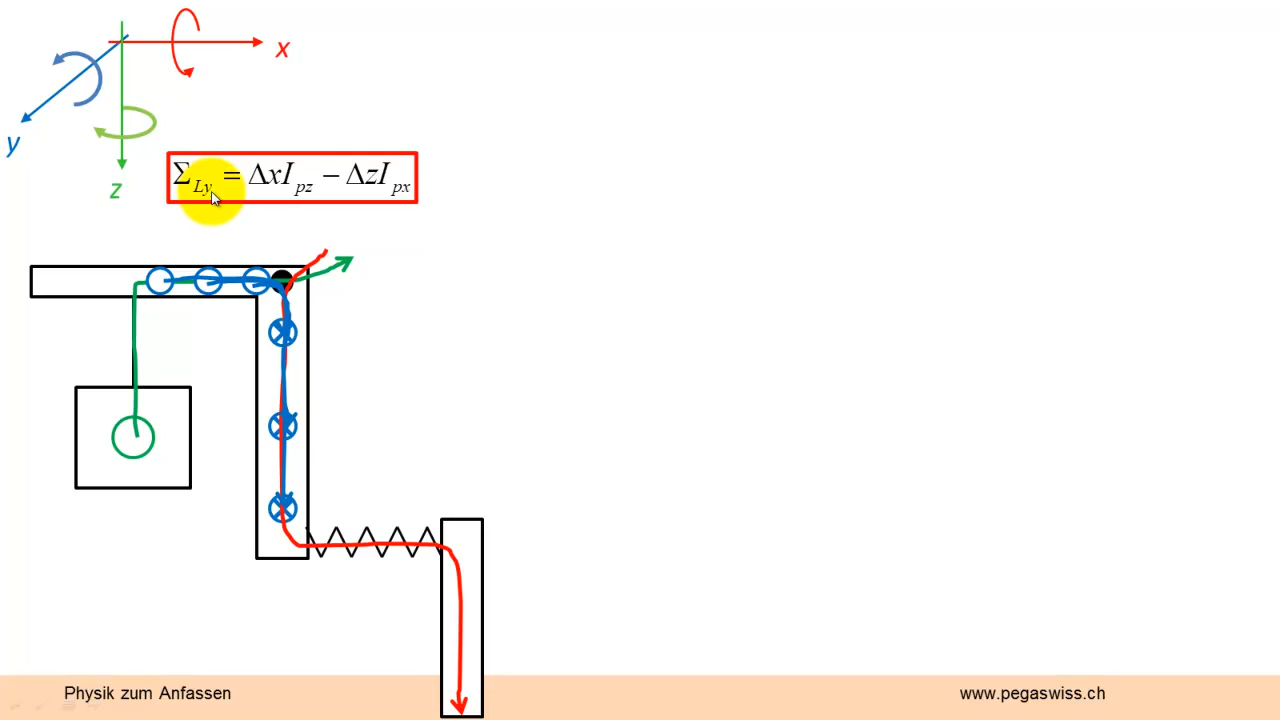 x
y
z
Σ_Ly = ΔxI_pz − ΔzI_px
Physik zum Anfassen
www.pegaswiss.ch